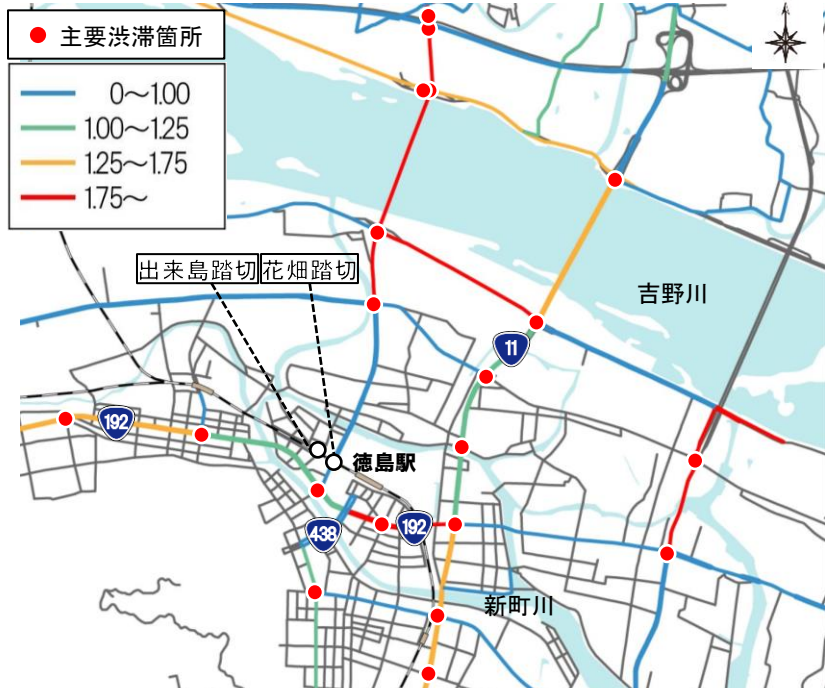 主要渋滞箇所
0～1.00
1.00～1.25
1.25～1.75
1.75～
出来島踏切
花畑踏切
吉野川
11
192
徳島駅
438
192
新町川